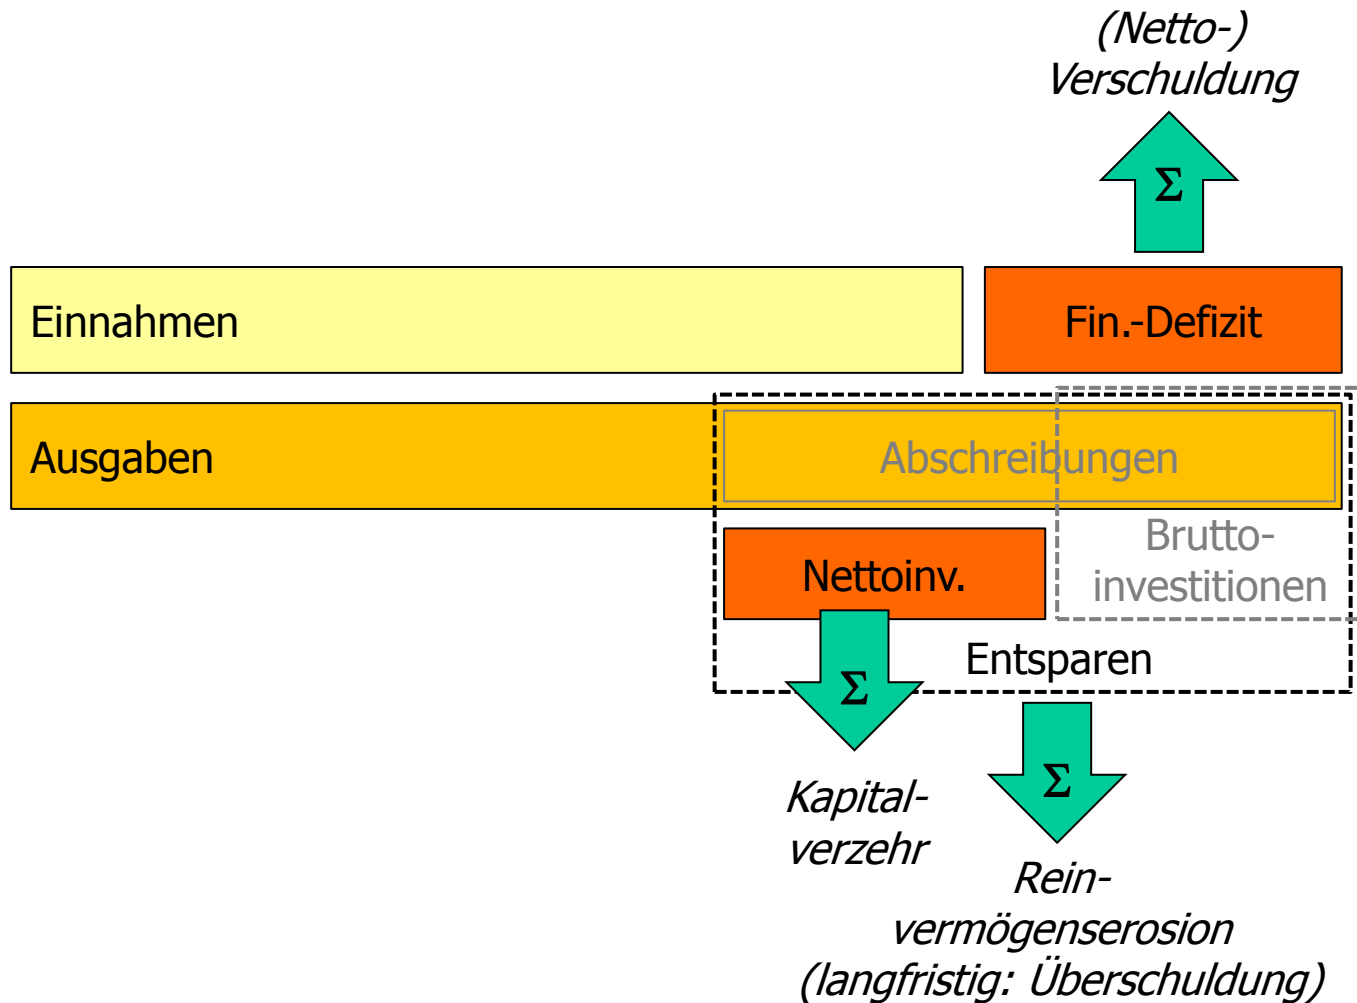 (Netto-)
Verschuldung
Σ
Einnahmen
Fin.-Defizit
Ausgaben
Abschreibungen
Nettoinv.
Brutto-
investitionen
Entsparen
Σ
Σ
Kapital-
verzehr
Rein-
vermögenserosion
(langfristig: Überschuldung)